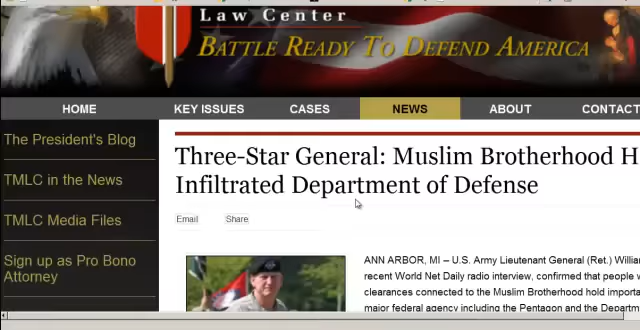 Law Center
BATTLE READY TO DEFEND AMERICA
HOME KEY ISSUES CASES NEWS ABOUT CONTACT
The President's Blog
TMLC in the News
TMLC Media Files
Sign up as Pro Bono
Attorney
Three-Star General: Muslim Brotherhood H
Infiltrated Department of Defense
Email Share
ANN ARBOR, MI – U.S. Army Lieutenant General (Ret.) Willia
recent World Net Daily radio interview, confirmed that people w
clearances connected to the Muslim Brotherhood hold importa
major federal agency including the Pentagon and the Departm